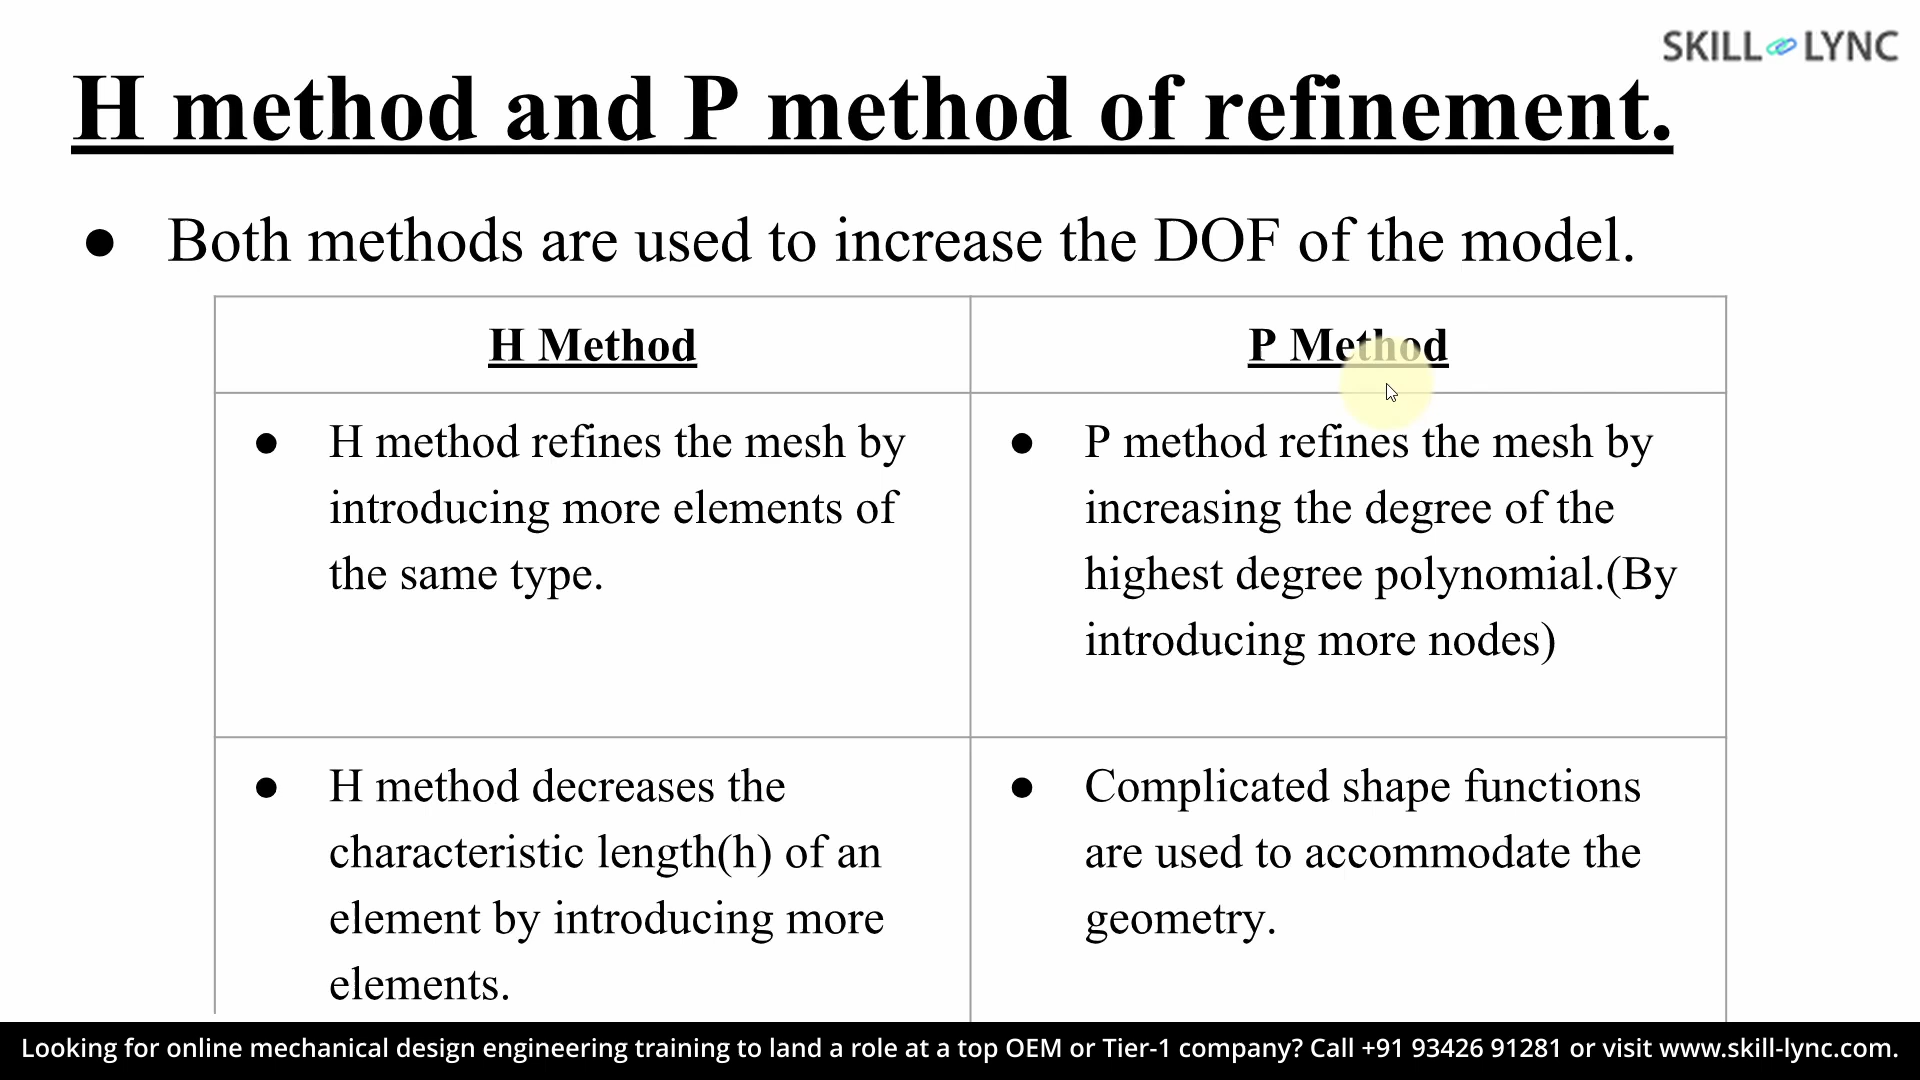 SKILL LYNC
H method and P method of refinement.
● Both methods are used to increase the DOF of the model.
H Method
P Method
● H method refines the mesh by
introducing more elements of
the same type.
● P method refines the mesh by
increasing the degree of the
highest degree polynomial.(By
introducing more nodes)
● H method decreases the
characteristic length(h) of an
element by introducing more
elements.
● Complicated shape functions
are used to accommodate the
geometry.
Looking for online mechanical design engineering training to land a role at a top OEM or Tier-1 company? Call +91 93426 91281 or visit www.skill-lync.com.